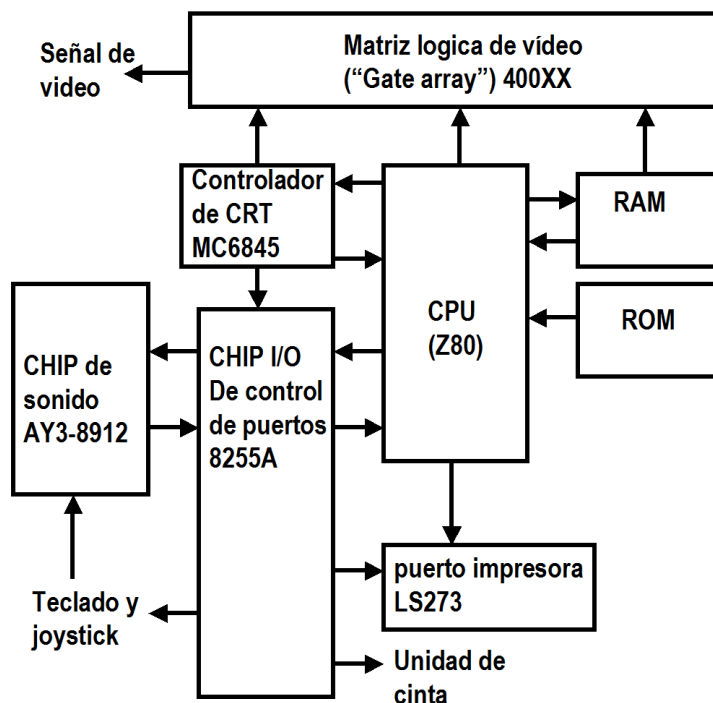 Señal de
video
Matriz logica de vídeo
(“Gate array”) 400XX
Controlador
de CRT
MC6845
RAM
CPU
(Z80)
ROM
CHIP de
sonido
AY3-8912
CHIP I/O
De control
de puertos
8255A
puerto impresora
LS273
Teclado y
joystick
Unidad de
cinta